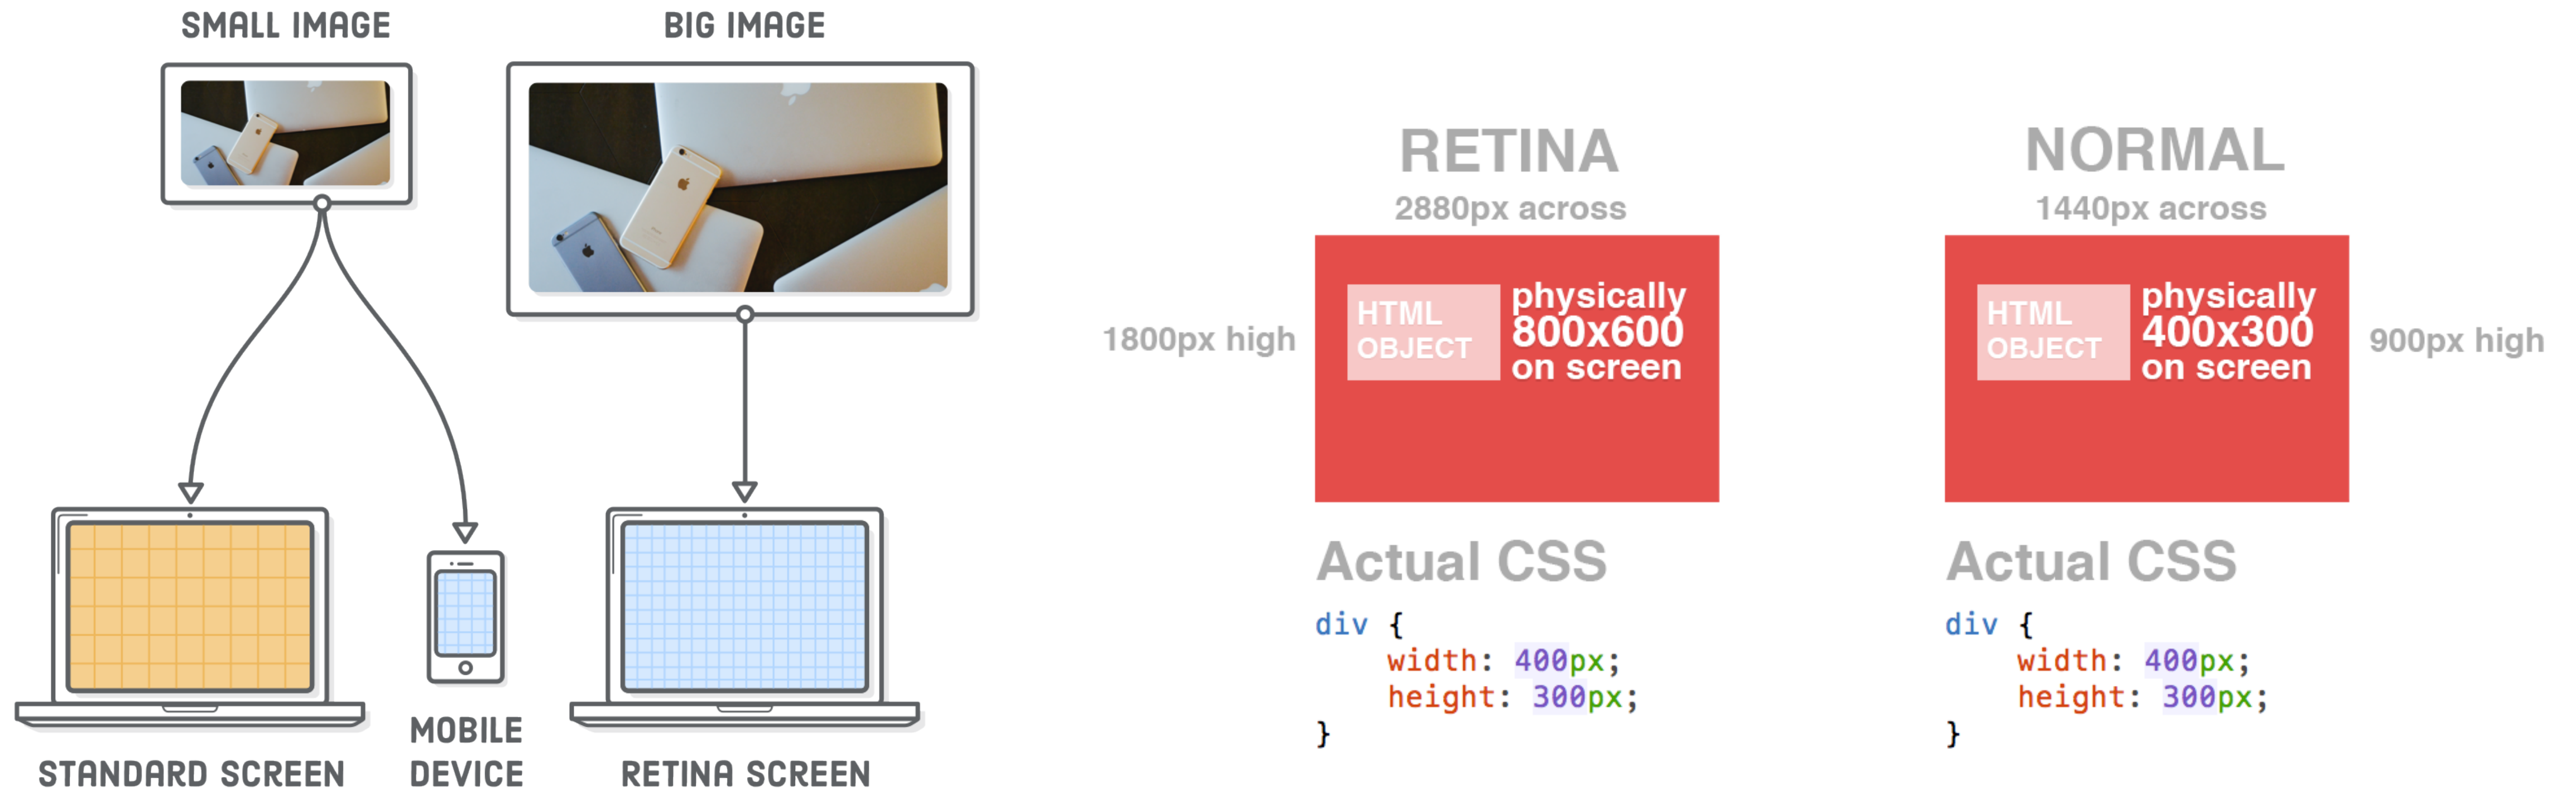 SMALL IMAGE
BIG IMAGE
STANDARD SCREEN
MOBILE
DEVICE
RETINA SCREEN
RETINA
2880px across
1800px high
HTML
OBJECT
physically
800x600
on screen
Actual CSS
div {
    width: 400px;
    height: 300px;
}
NORMAL
1440px across
HTML
OBJECT
physically
400x300
on screen
900px high
Actual CSS
div {
    width: 400px;
    height: 300px;
}